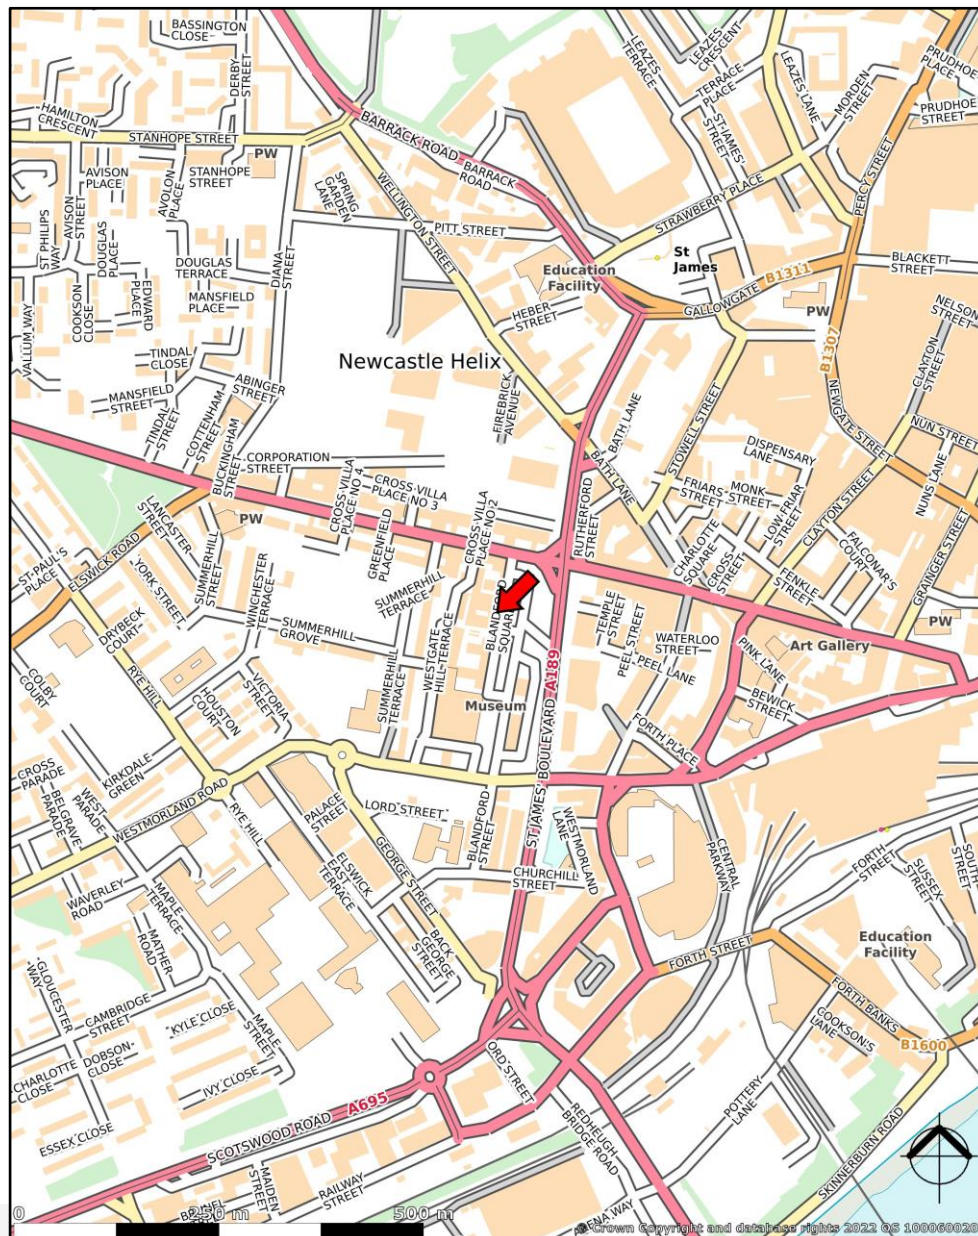 BASSINGTON
CLOSE
DERBY
STREET
HAMILTON
CRESCENT
STANHOPE STREET
PW
BARRACK ROAD
BARRACK
ROAD
LEAZES
TERRACE
LEAZES
CRESCENT
TERRACE
PLACE
LEAZES LANE
PRUDHOE
PLACE
MORDEN
STREET
PRUDHOE
STREET
ST JAMES'
STREET
PERCY STREET
AVISON
PLACE
AVISON
STREET
AVOLON
PLACE
STANHOPE
STREET
SPRING
GARDEN
LANE
WELLINGTON STREET
STRAWBERRY PLACE
ST PHILIPS
WAY
DOUGLAS
PLACE
DOUGLAS
TERRACE
DIANA
STREET
PITT STREET
St
James
Education
Facility
B1311
GALLOWGATE
BLACKETT
STREET
VALLUM WAY
COOKSON
CLOSE
EDWARD
PLACE
MANSFIELD
PLACE
HEBER
STREET
PW
NELSON
STREET
TINDAL
CLOSE
Newcastle Helix
B1307
CLAYTON
STREET
MANSFIELD
STREET
ABINGER
STREET
FIREBRICK
AVENUE
BATH LANE
STOWELL STREET
NEWGATE STREET
NUN STREET
TINDAL
STREET
COTTENHAM
STREET
BUCKINGHAM
STREET
CORPORATION
STREET
BATH LANE
DISPENSARY
LANE
FRIARS
STREET
MONK
STREET
LOW FRIAR
STREET
CLAYTON STREET
NUNS LANE
CROSS VILLA
PLACE NO 4
CROSS VILLA
PLACE NO 3
CROSS VILLA
PLACE NO 2
RUTHERFORD
STREET
CHARLOTTE
SQUARE
CROSS
STREET
FALCONAR'S
COURT
FENKLE
STREET
GRAINGER STREET
LANCASTER
STREET
PW
GREENFIELD
PLACE
ELSWICK ROAD
ST PAUL'S
PLACE
YORK STREET
SUMMERHILL
STREET
WINCHESTER
TERRACE
SUMMERHILL
GROVE
SUMMERHILL
TERRACE
WESTGATE
HILL TERRACE
BLANDFORD
SQUARE
TEMPLE
STREET
PEEL STREET
PEEL LANE
WATERLOO
STREET
PINK LANE
Art Gallery
PW
DRYBECK
COURT
COLBY
COURT
RYE HILL
HOUSTON
COURT
VICTORIA
STREET
SUMMERHILL
TERRACE
Museum
ST JAMES' BOULEVARD
A189
FORTH PLACE
BEWICK
STREET
CROSS
PARADE
BELGRAVE
PARADE
WEST
PARADE
KIRKDALE
GREEN
WESTMORLAND ROAD
RYE HILL
PALACE
STREET
LORD STREET
BLANDFORD
STREET
WESTMORLAND
LANE
CENTRAL
PARKWAY
FORTH
STREET
SUSSEX
STREET
SOUTH
STREET
WAVERLEY
ROAD
MAPLE
TERRACE
MATHER
ROAD
ELSWICK
EAST
TERRACE
GEORGE STREET
BACK
GEORGE
STREET
CHURCHILL
STREET
FORTH STREET
Education
Facility
FORTH BANKS
COOKSON'S
LANE
B1600
GLOUCESTER
WAY
CAMBRIDGE
STREET
KYLE CLOSE
MAPLE
STREET
CHARLOTTE
CLOSE
DOBSON
CLOSE
IVY CLOSE
ESSEX CLOSE
ORD STREET
REDHEUGH
BRIDGE ROAD
POTTERY
LANE
SKINNERBURN ROAD
SCOTSWOOD ROAD
A695
MAIDEN
STREET
RAILWAY
STREET
0
250 m
500 m
© Crown Copyright and database rights 2022 OS 100060020